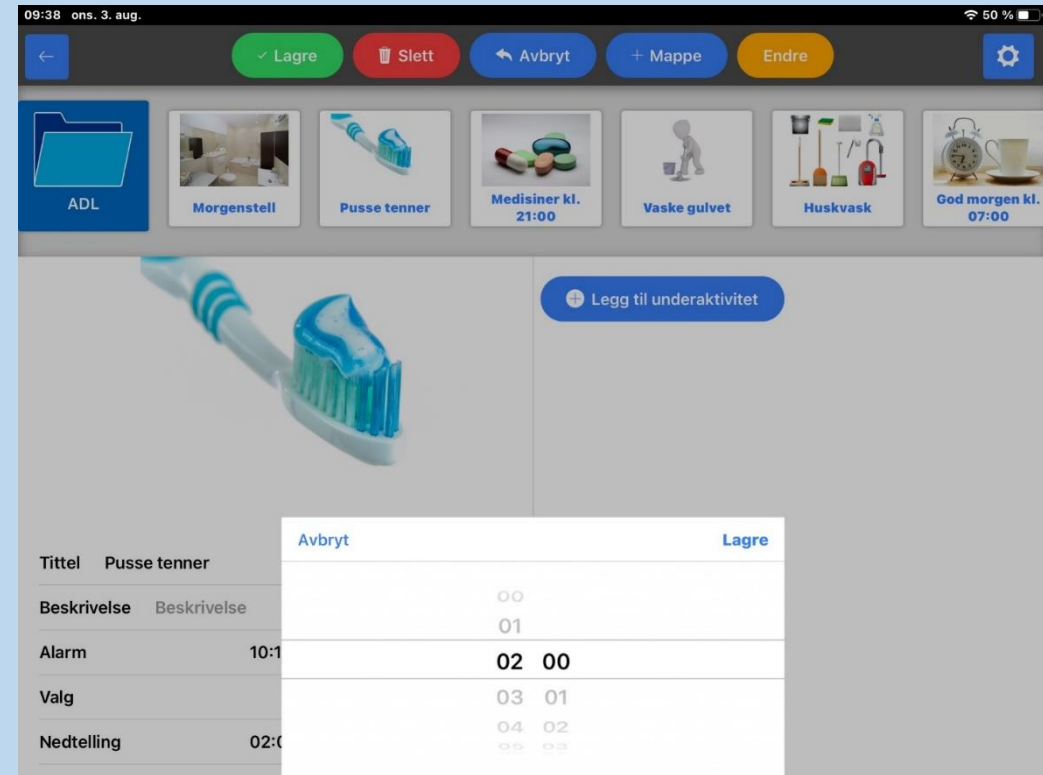 09:38 ons. 3. aug.
50 %
Lagre
Slett
Avbryt
+ Mappe
Endre
ADL
Morgenstell
Pusse tenner
Medisiner kl.
21:00
Vaske gulvet
Huskvask
God morgen kl.
07:00
Legg til underaktivitet
Avbryt
Lagre
Tittel Pusse tenner
Beskrivelse Beskrivelse
Alarm 10:1
Valg
Nedtelling 02:0
00
01
02 00
03 01
04 02
05 03